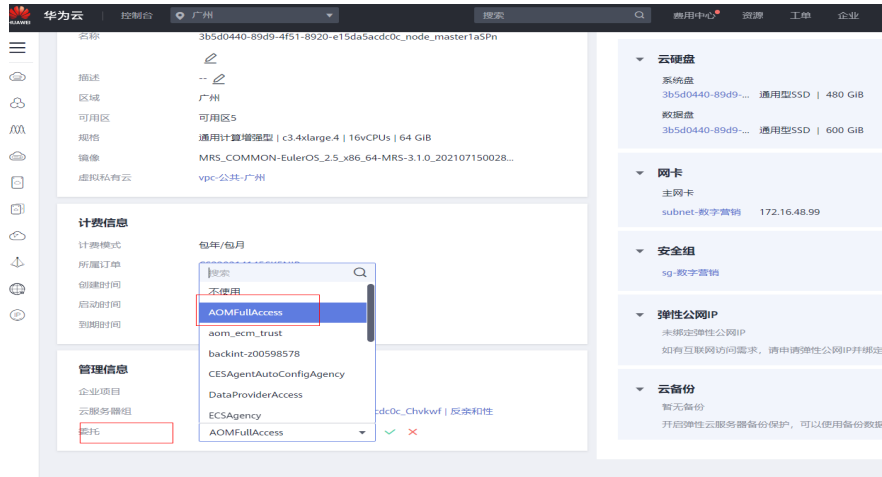 HUAWEI
华为云 控制台 广州 搜索 费用中心 资源 工单 企业
名称 3b5d0440-89d9-4f51-8920-e15da5acdc0c_node_master1aSPn
描述 --
区域 广州
可用区 可用区5
规格 通用计算增强型 | c3.4xlarge.4 | 16vCPUs | 64 GiB
镜像 MRS_COMMON-EulerOS_2.5_x86_64-MRS-3.1.0_202107150028...
虚拟私有云 vpc-公共-广州
计费信息
计费模式 包年/包月
所属订单
创建时间
启动时间
到期时间
搜索
不使用
AOMFullAccess
aom_ecm_trust
backint-z00598578
CESAgentAutoConfigAgency
DataProviderAccess
ECSAgency
管理信息
企业项目
云服务器组 cdc0c_Chvkwf | 反亲和性
委托 AOMFullAccess
云硬盘
系统盘
3b5d0440-89d9-... 通用型SSD | 480 GiB
数据盘
3b5d0440-89d9-... 通用型SSD | 600 GiB
网卡
主网卡
subnet-数字营销 172.16.48.99
安全组
sg-数字营销
弹性公网IP
未绑定弹性公网IP
如有互联网访问需求，请申请弹性公网IP并绑定
云备份
暂无备份
开启弹性云服务器备份保护，可以使用备份数据